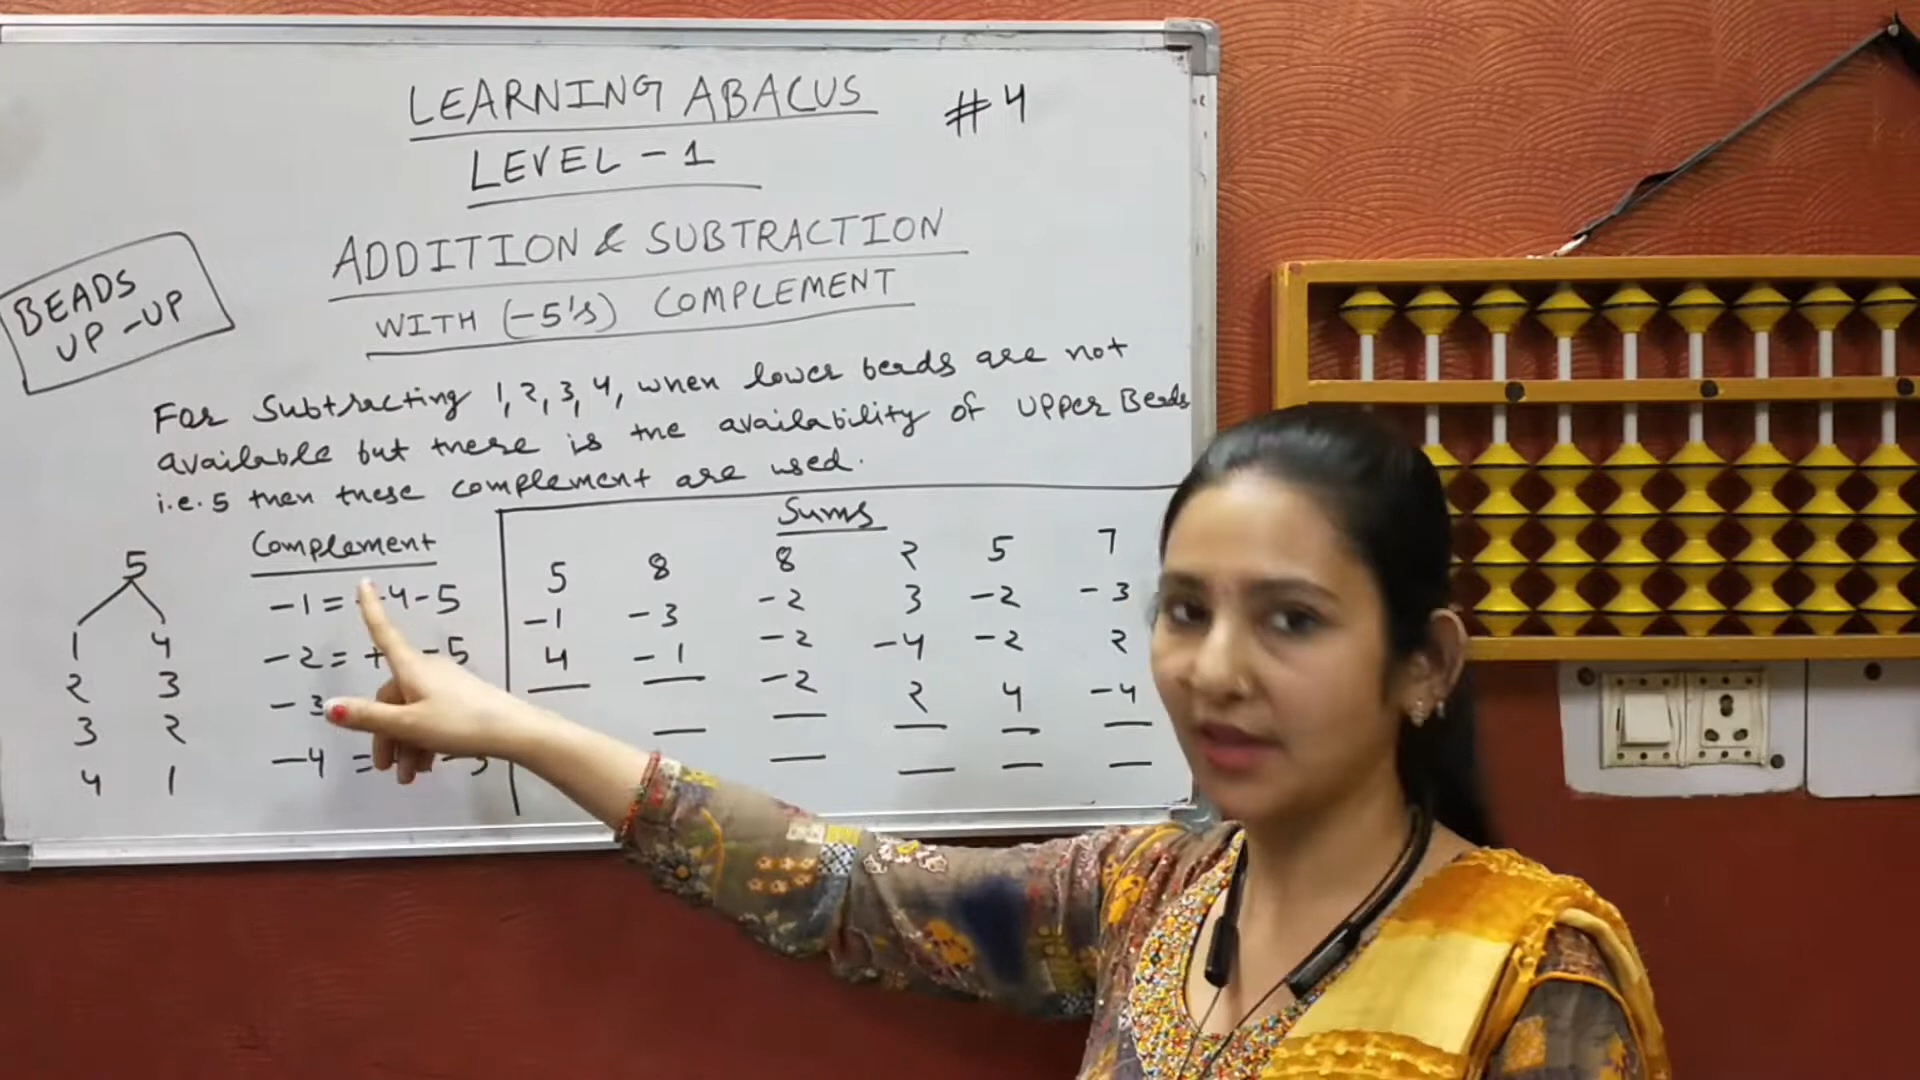 LEARNING ABACUS #4
LEVEL - 1
ADDITION & SUBTRACTION
WITH (-5's) COMPLEMENT
BEADS
UP -UP
For Subtracting 1, 2, 3, 4, when lower beads are not
available but there is the availability of UPPer Beads
i.e. 5 then these complement are used.
Complement
5
1 4
2 3
3 2
4 1
-1 = +4-5
-2 = + -5
-3
-4 =
Sums
5 8 8 2 5 7
-1 -3 -2 3 -2 -3
4 -1 -2 -4 -2 2
-2 2 4 -4